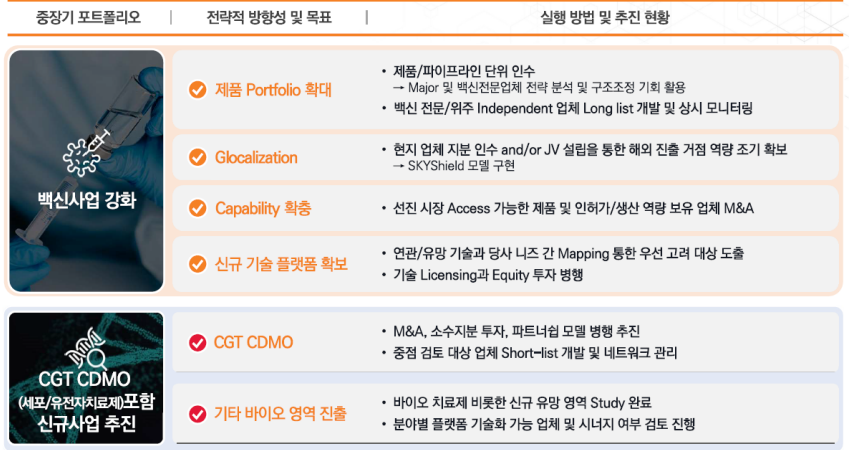 중장기 포트폴리오 | 전략적 방향성 및 목표 | 실행 방법 및 추진 현황
백신사업 강화
제품 Portfolio 확대
• 제품/파이프라인 단위 인수
→ Major 및 백신전문업체 전략 분석 및 구조조정 기회 활용
• 백신 전문/위주 Independent 업체 Long list 개발 및 상시 모니터링
Glocalization
• 현지 업체 지분 인수 and/or JV 설립을 통한 해외 진출 거점 역량 조기 확보
→ SKYShield 모델 구현
Capability 확충
• 선진 시장 Access 가능한 제품 및 인허가/생산 역량 보유 업체 M&A
신규 기술 플랫폼 확보
• 연관/유망 기술과 당사 니즈 간 Mapping 통한 우선 고려 대상 도출
• 기술 Licensing과 Equity 투자 병행
CGT CDMO
(세포/유전자치료제)포함
신규사업 추진
CGT CDMO
• M&A, 소수지분 투자, 파트너쉽 모델 병행 추진
• 중점 검토 대상 업체 Short-list 개발 및 네트워크 관리
기타 바이오 영역 진출
• 바이오 치료제 비롯한 신규 유망 영역 Study 완료
• 분야별 플랫폼 기술화 가능 업체 및 시너지 여부 검토 진행